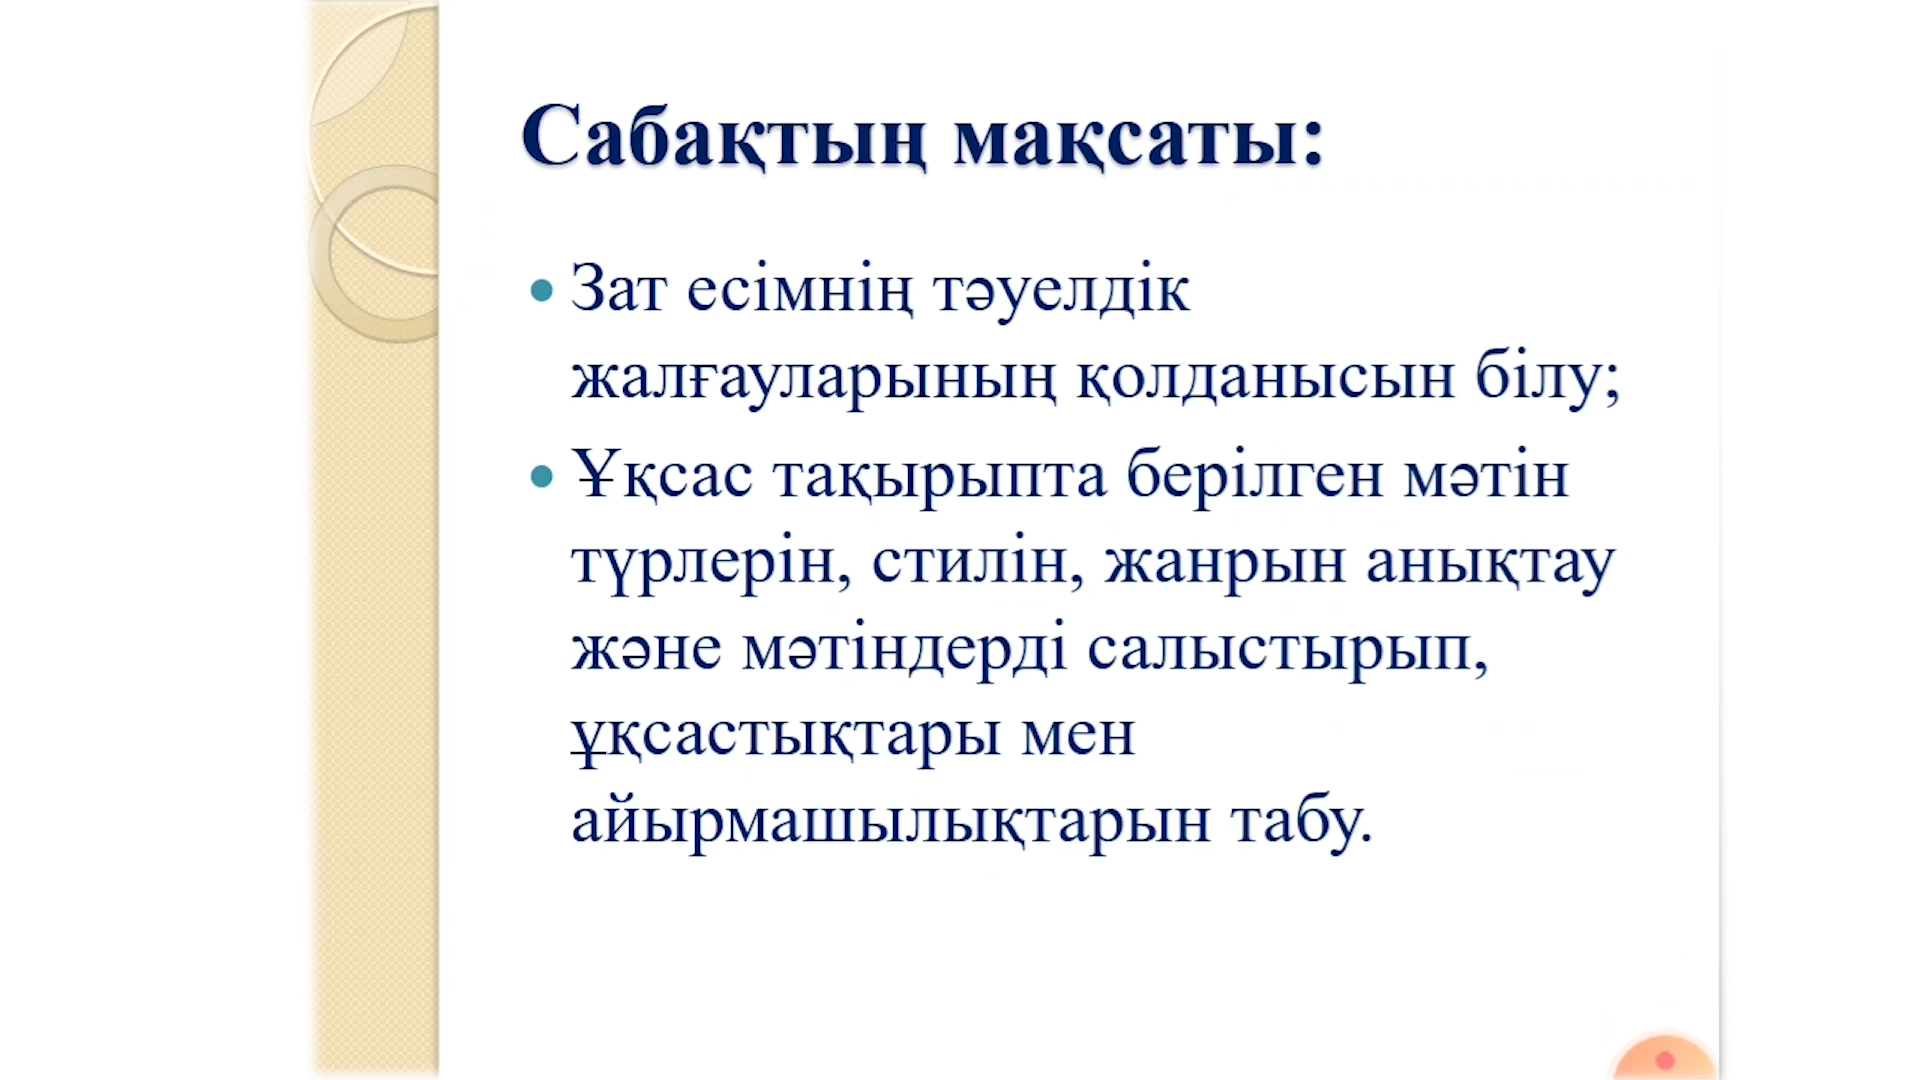 Сабақтың мақсаты:
• Зат есімнің тәуелдік
жалғауларының қолданысын білу;
• Ұқсас тақырыпта берілген мәтін
түрлерін, стилін, жанрын анықтау
және мәтіндерді салыстырып,
ұқсастықтары мен
айырмашылықтарын табу.